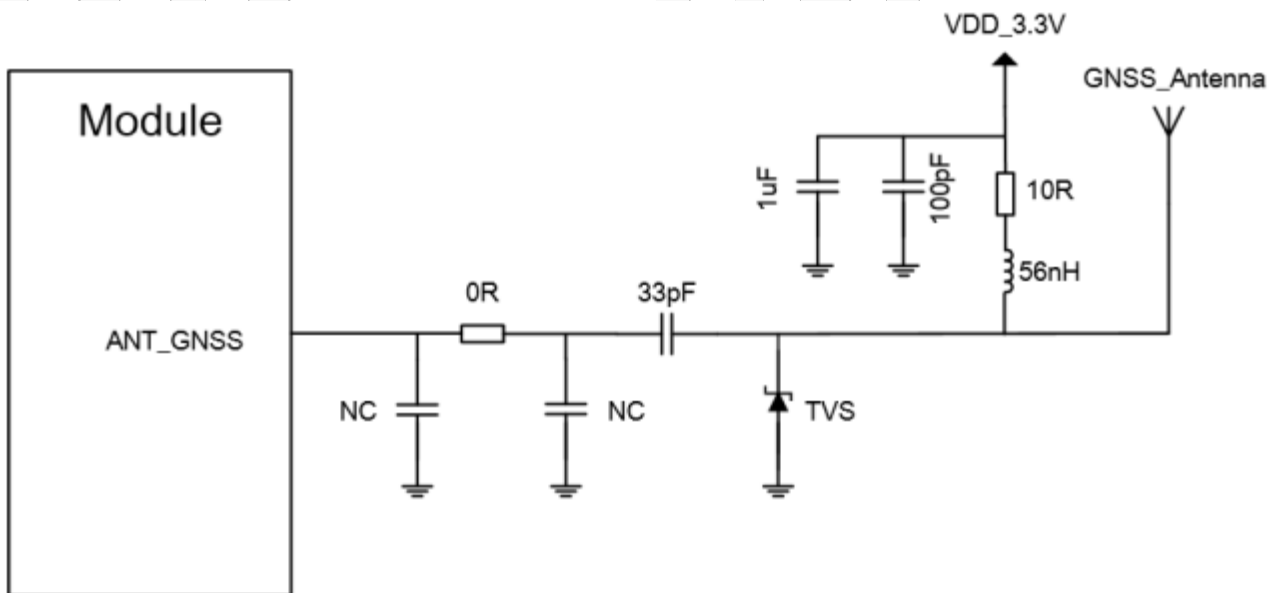 VDD_3.3V
GNSS_Antenna
Module
1uF
100pF
10R
56nH
0R
33pF
ANT_GNSS
NC
NC
TVS